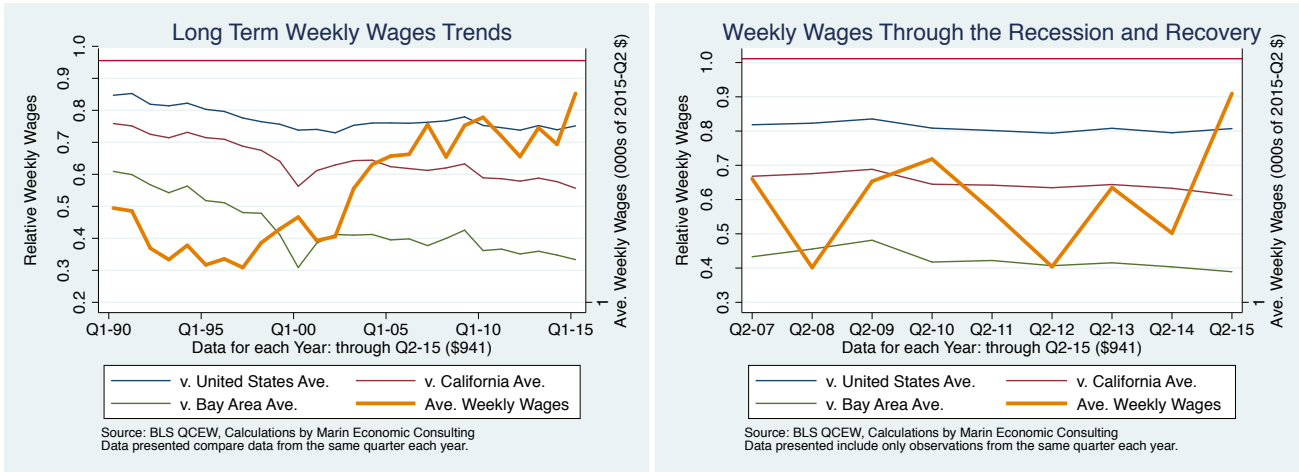 Long Term Weekly Wages Trends
Relative Weekly Wages
1.0
0.9
0.8
0.7
0.6
0.5
0.4
0.3
0.2
1
Ave. Weekly Wages (000s of 2015-Q2 $)
Q1-90 Q1-95 Q1-00 Q1-05 Q1-10 Q1-15
Data for each Year: through Q2-15 ($941)
v. United States Ave. v. California Ave.
v. Bay Area Ave. Ave. Weekly Wages
Source: BLS QCEW, Calculations by Marin Economic Consulting
Data presented compare data from the same quarter each year.
Weekly Wages Through the Recession and Recovery
Relative Weekly Wages
1.0
0.9
0.8
0.7
0.6
0.5
0.4
0.3
1
Ave. Weekly Wages (000s of 2015-Q2 $)
Q2-07 Q2-08 Q2-09 Q2-10 Q2-11 Q2-12 Q2-13 Q2-14 Q2-15
Data for each Year: through Q2-15 ($941)
v. United States Ave. v. California Ave.
v. Bay Area Ave. Ave. Weekly Wages
Source: BLS QCEW, Calculations by Marin Economic Consulting
Data presented include only observations from the same quarter each year.